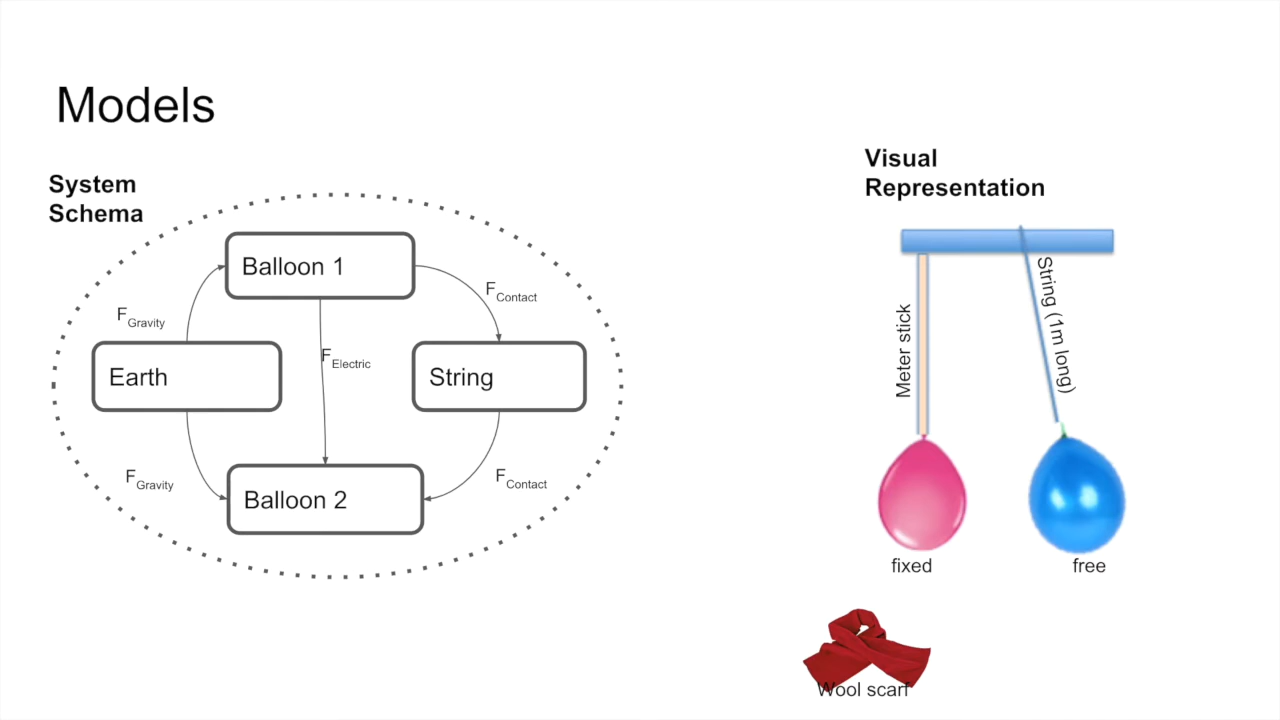 Models
System
Schema
Balloon 1
F Contact
F Gravity
F Electric
Earth
String
F Gravity
F Contact
Balloon 2
Visual
Representation
String (1m long)
Meter stick
fixed
free
Wool scarf